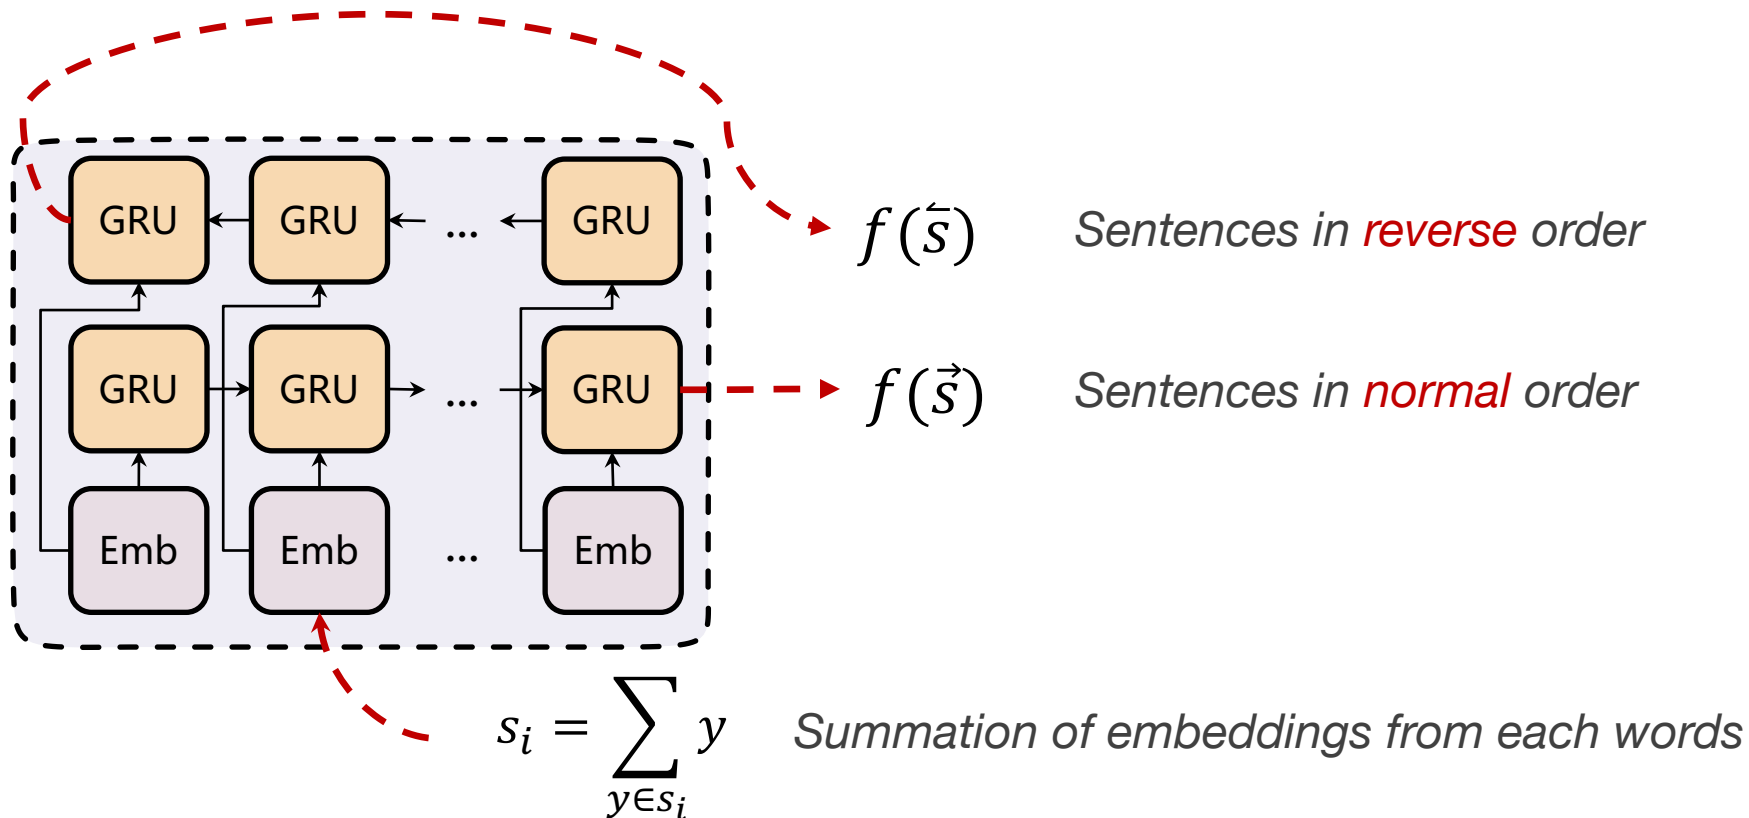 GRU GRU ... GRU
f(s⃖) Sentences in reverse order
GRU GRU ... GRU
f(s⃗) Sentences in normal order
Emb Emb ... Emb
s_i = ∑_{y∈s_i} y Summation of embeddings from each words